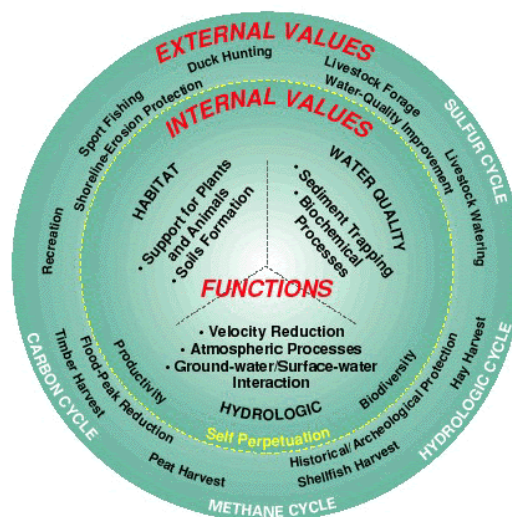 EXTERNAL VALUES
Duck Hunting
Livestock Forage
Sport Fishing
Shoreline-Erosion Protection
Water-Quality Improvement
SULFUR CYCLE
INTERNAL VALUES
Livestock Watering
Recreation
HABITAT
• Support for Plants
and Animals
• Soils Formation
WATER QUALITY
• Sediment Trapping
• Biochemical
Processes
FUNCTIONS
• Velocity Reduction
• Atmospheric Processes
• Ground-water/Surface-water
Interaction
HYDROLOGIC
Productivity
Biodiversity
Self Perpetuation
CARBON CYCLE
Timber Harvest
Flood-Peak Reduction
Peat Harvest
Historical/Archeological Protection
Shellfish Harvest
Hay Harvest
HYDROLOGIC CYCLE
METHANE CYCLE